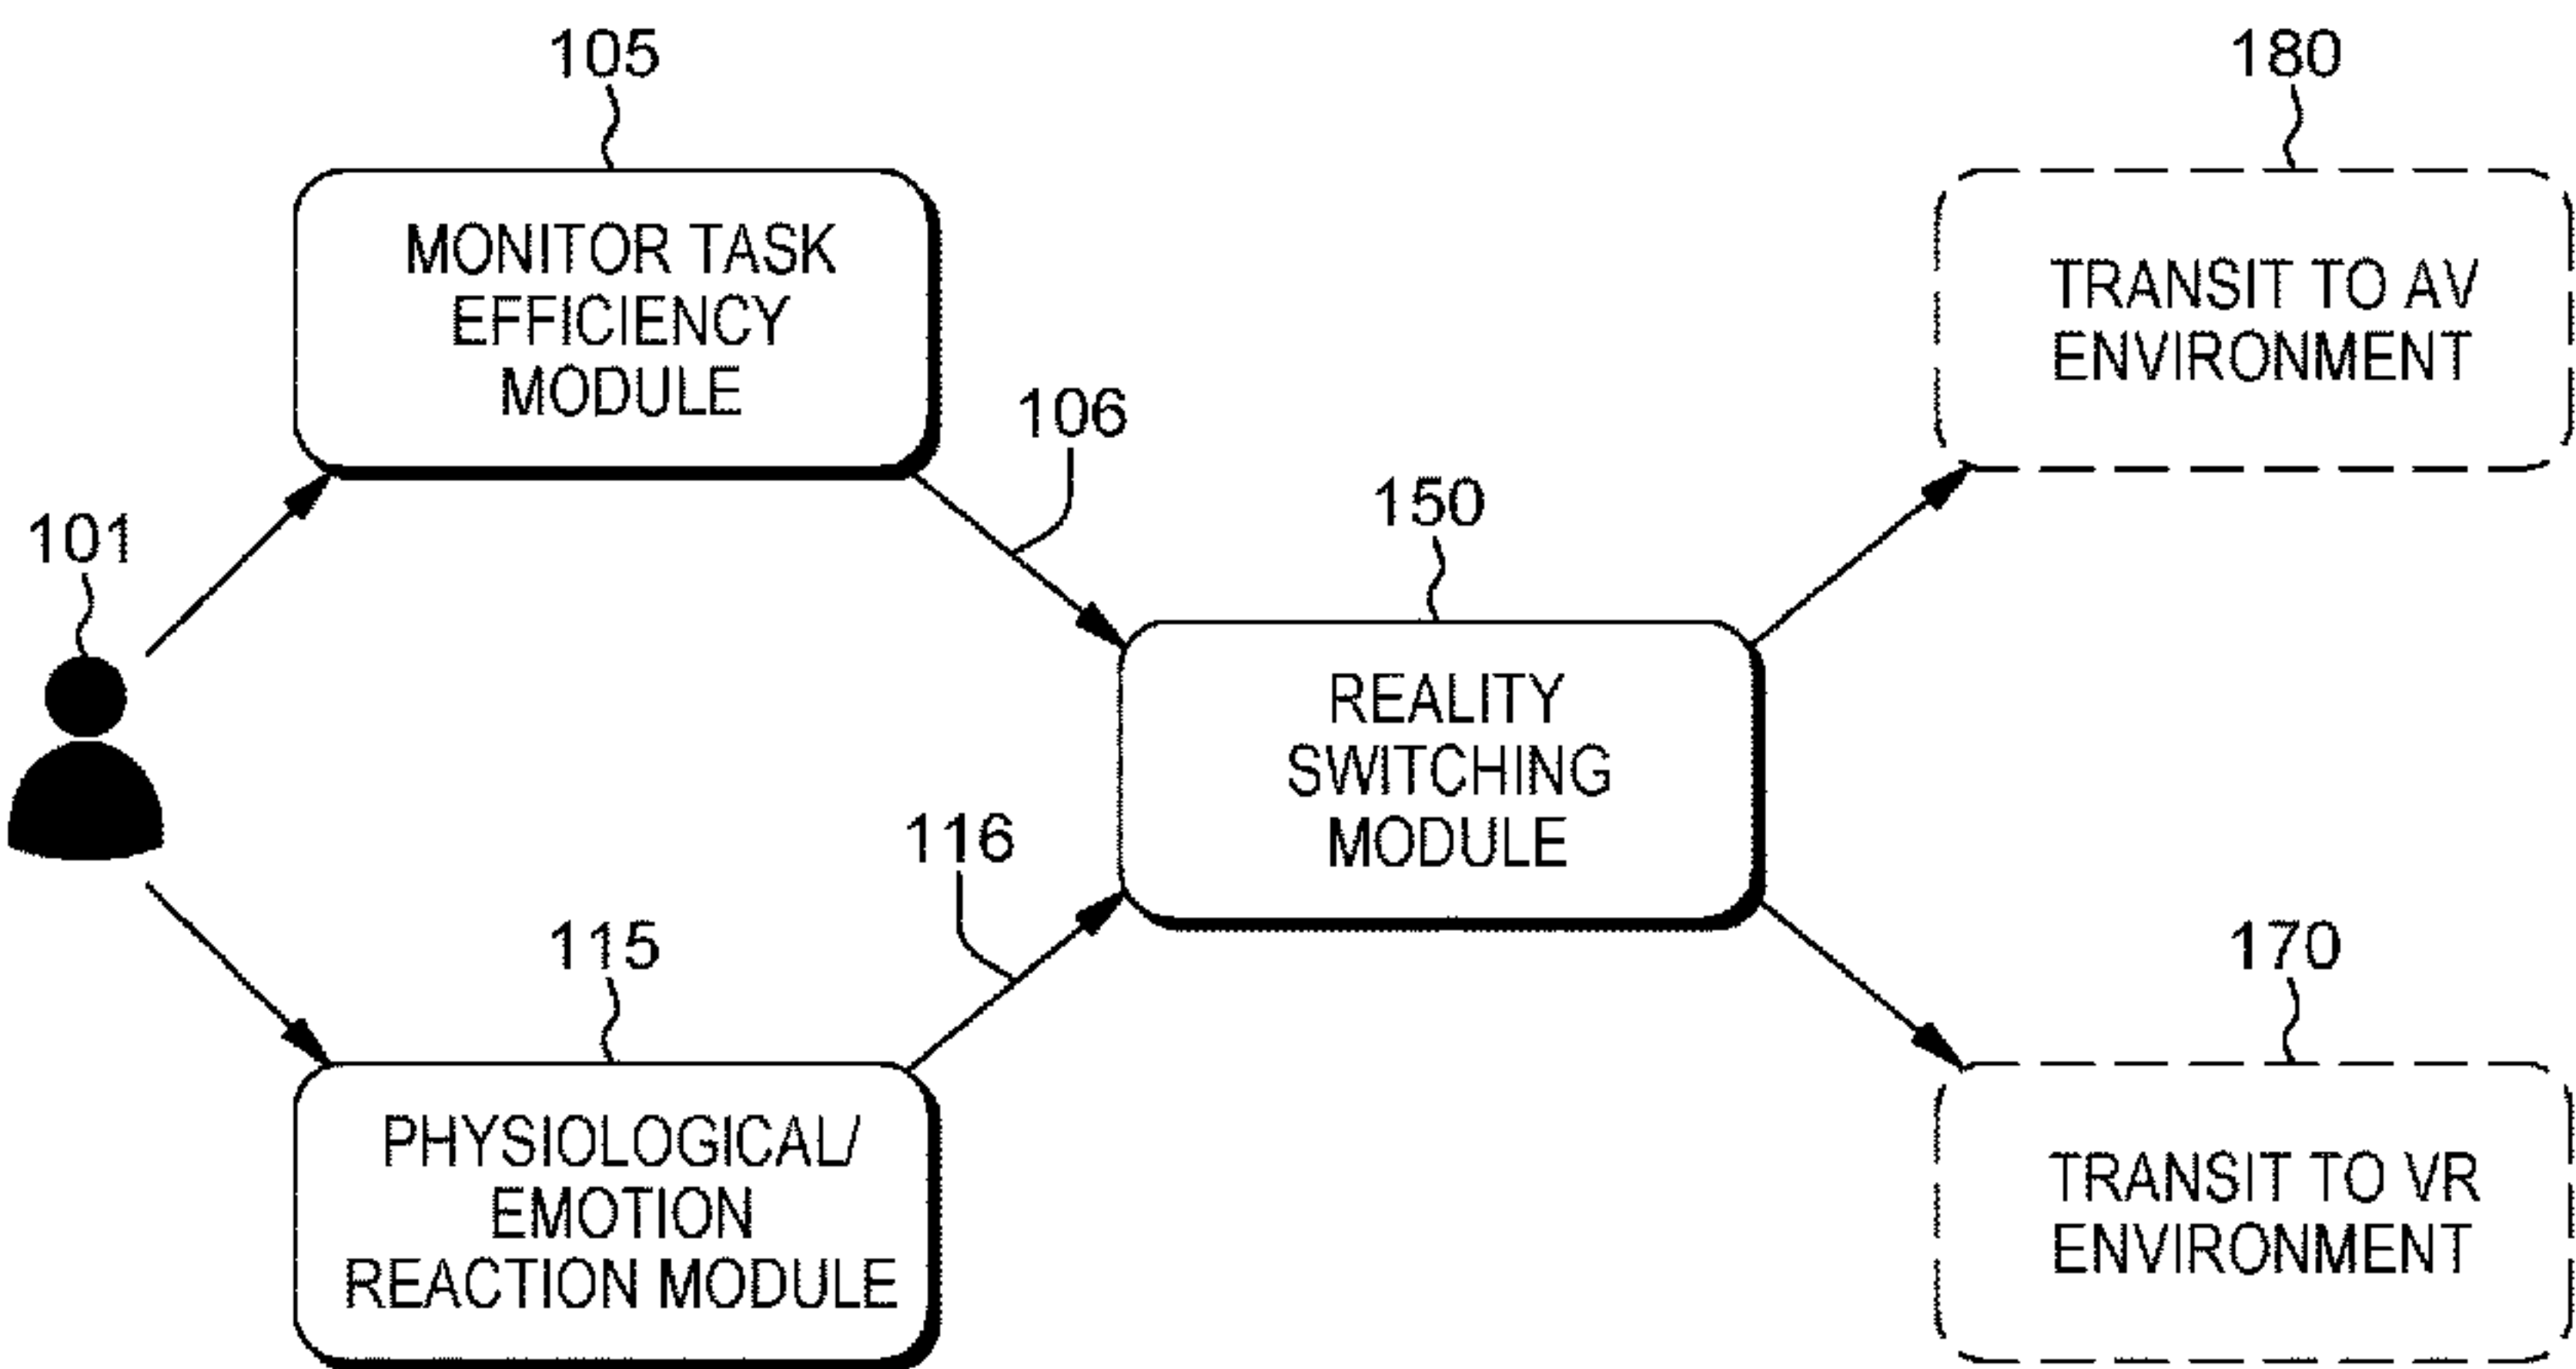 105
MONITOR TASK
EFFICIENCY
MODULE
106
101
115
PHYSIOLOGICAL/
EMOTION
REACTION MODULE
116
150
REALITY
SWITCHING
MODULE
180
TRANSIT TO AV
ENVIRONMENT
170
TRANSIT TO VR
ENVIRONMENT